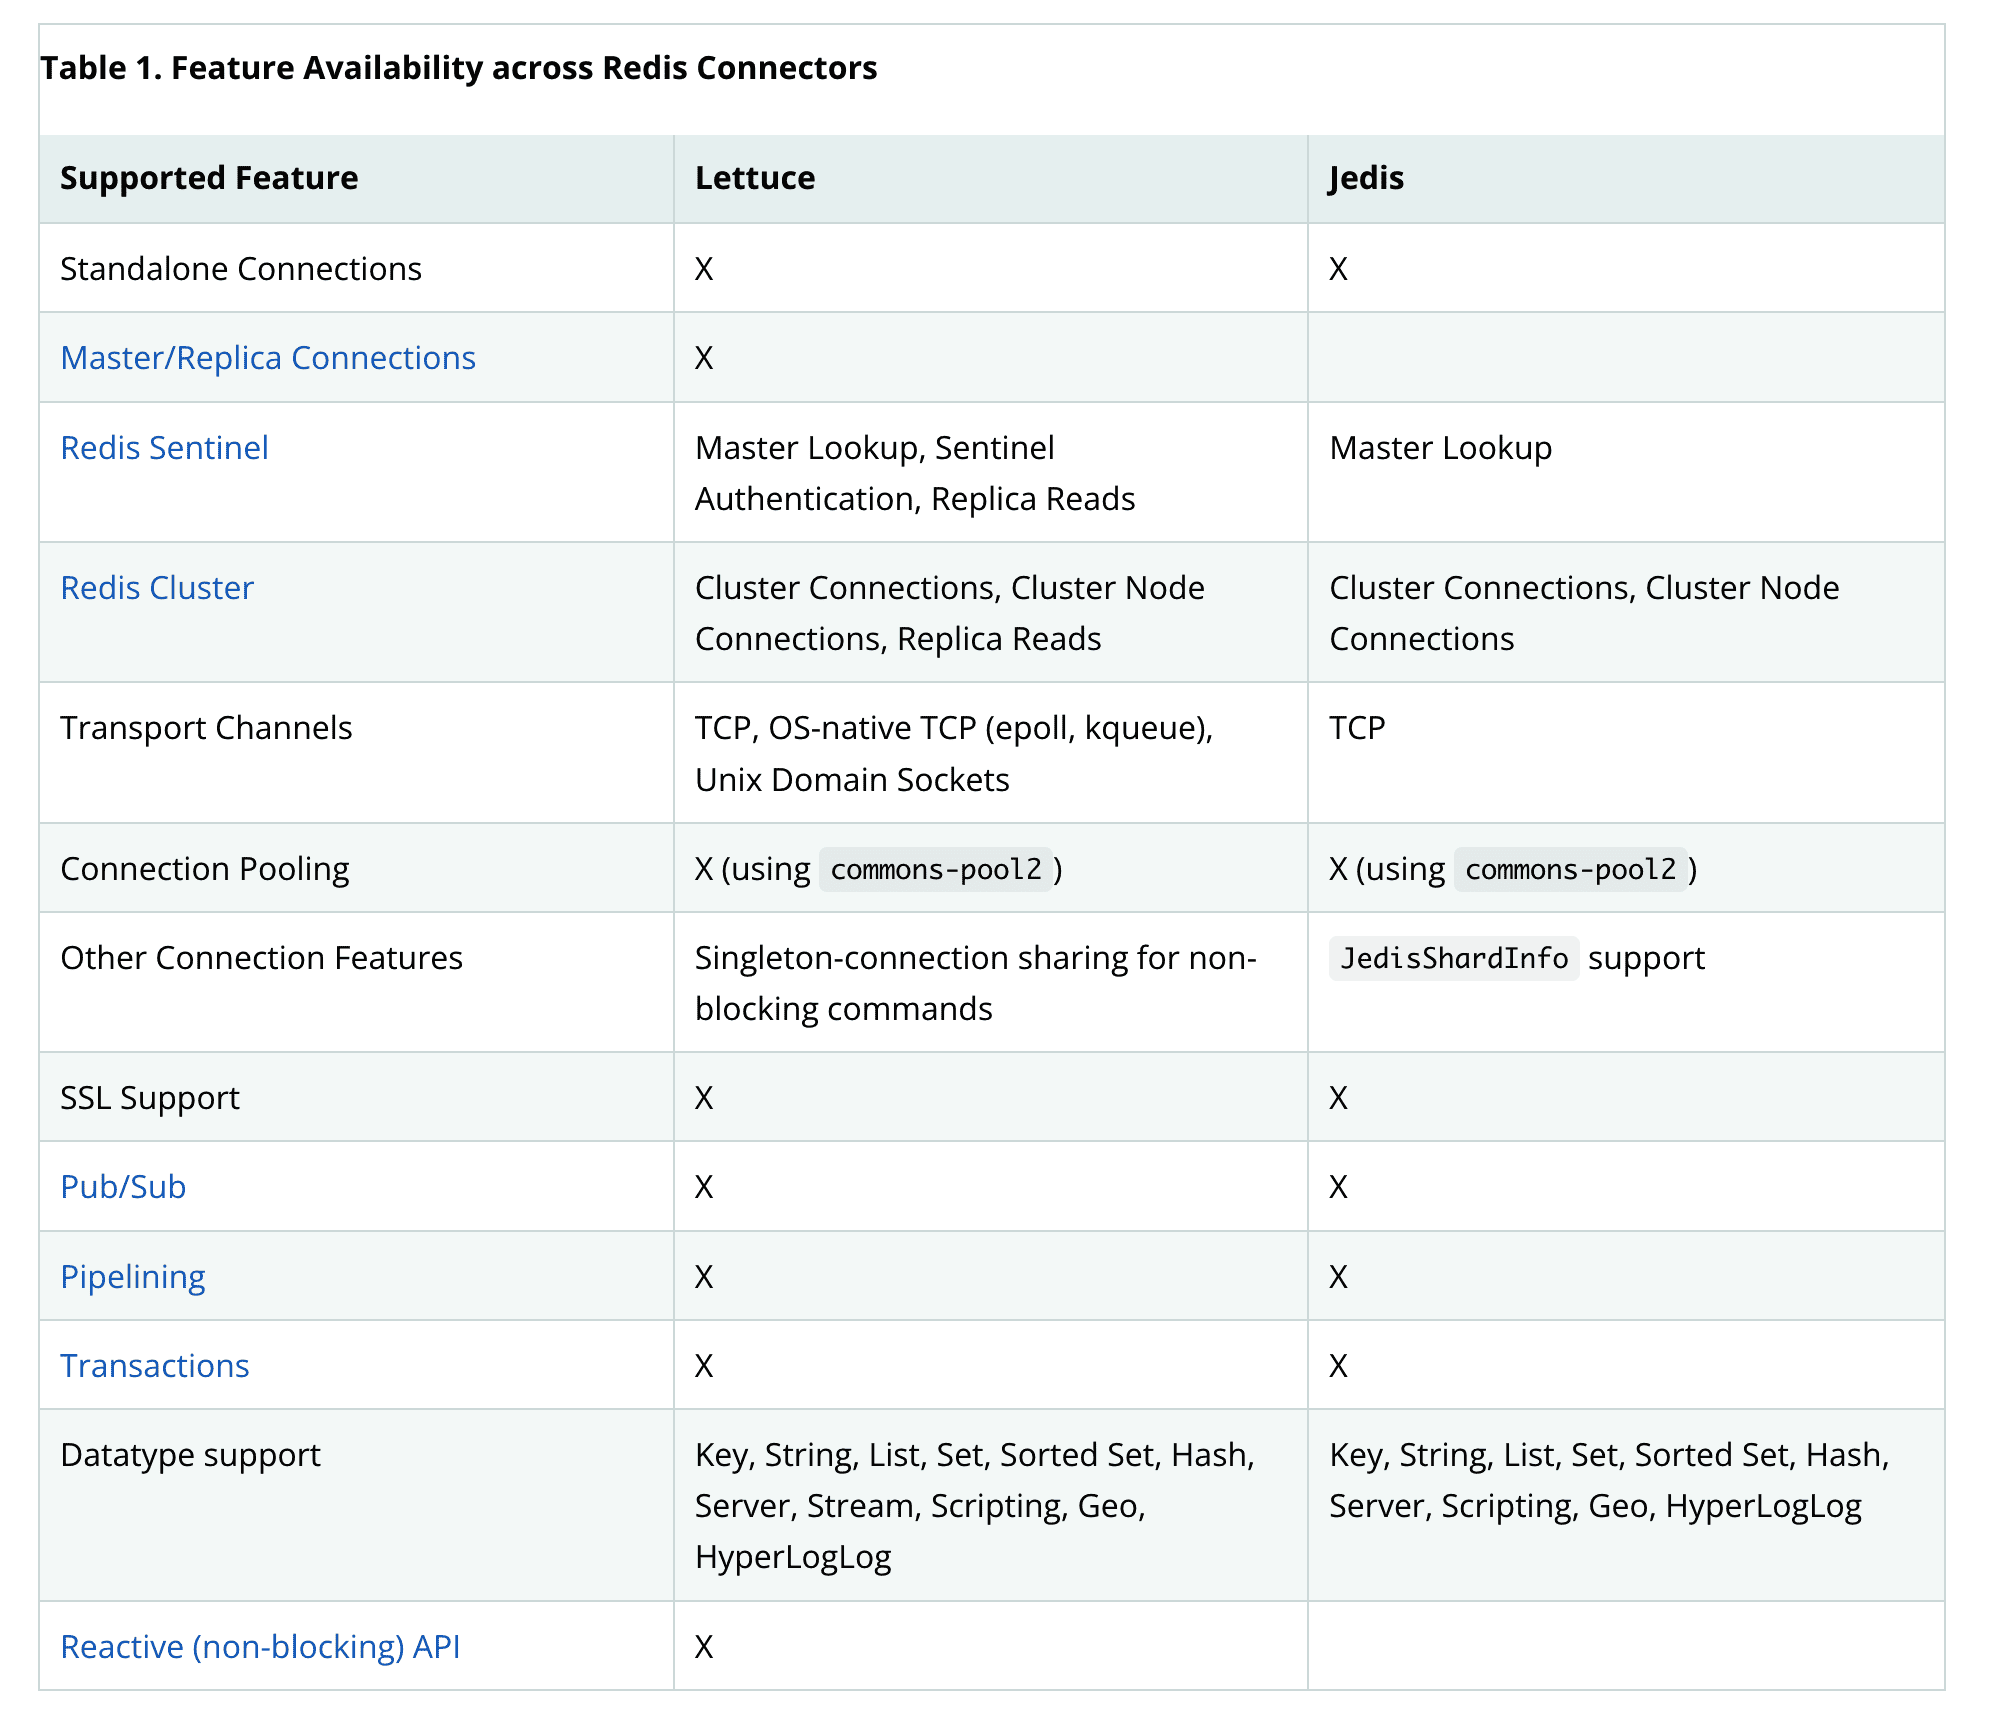 Table 1. Feature Availability across Redis Connectors
Supported Feature Lettuce Jedis
Standalone Connections X X
Master/Replica Connections X
Redis Sentinel Master Lookup, Sentinel Master Lookup
Authentication, Replica Reads
Redis Cluster Cluster Connections, Cluster Node Cluster Connections, Cluster Node
Connections, Replica Reads Connections
Transport Channels TCP, OS-native TCP (epoll, kqueue), TCP
Unix Domain Sockets
Connection Pooling X (using commons-pool2) X (using commons-pool2)
Other Connection Features Singleton-connection sharing for non- JedisShardInfo support
blocking commands
SSL Support X X
Pub/Sub X X
Pipelining X X
Transactions X X
Datatype support Key, String, List, Set, Sorted Set, Hash, Key, String, List, Set, Sorted Set, Hash,
Server, Stream, Scripting, Geo, Server, Scripting, Geo, HyperLogLog
HyperLogLog
Reactive (non-blocking) API X